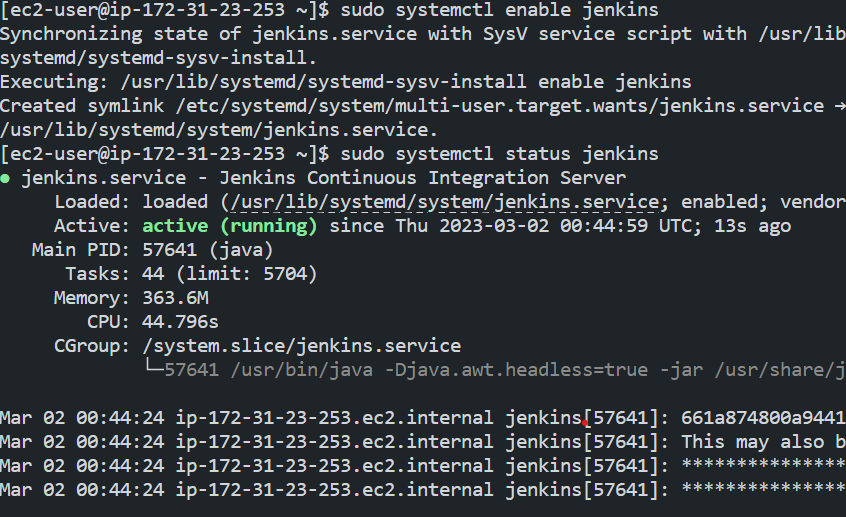 [ec2-user@ip-172-31-23-253 ~]$ sudo systemctl enable jenkins
Synchronizing state of jenkins.service with SysV service script with /usr/lib
systemd/systemd-sysv-install.
Executing: /usr/lib/systemd/systemd-sysv-install enable jenkins
Created symlink /etc/systemd/system/multi-user.target.wants/jenkins.service →
/usr/lib/systemd/system/jenkins.service.
[ec2-user@ip-172-31-23-253 ~]$ sudo systemctl status jenkins
● jenkins.service - Jenkins Continuous Integration Server
     Loaded: loaded (/usr/lib/systemd/system/jenkins.service; enabled; vendor
     Active: active (running) since Thu 2023-03-02 00:44:59 UTC; 13s ago
   Main PID: 57641 (java)
      Tasks: 44 (limit: 5704)
     Memory: 363.6M
        CPU: 44.796s
     CGroup: /system.slice/jenkins.service
             └─57641 /usr/bin/java -Djava.awt.headless=true -jar /usr/share/j
Mar 02 00:44:24 ip-172-31-23-253.ec2.internal jenkins[57641]: 661a874800a9441
Mar 02 00:44:24 ip-172-31-23-253.ec2.internal jenkins[57641]: This may also b
Mar 02 00:44:24 ip-172-31-23-253.ec2.internal jenkins[57641]: ***************
Mar 02 00:44:24 ip-172-31-23-253.ec2.internal jenkins[57641]: ***************